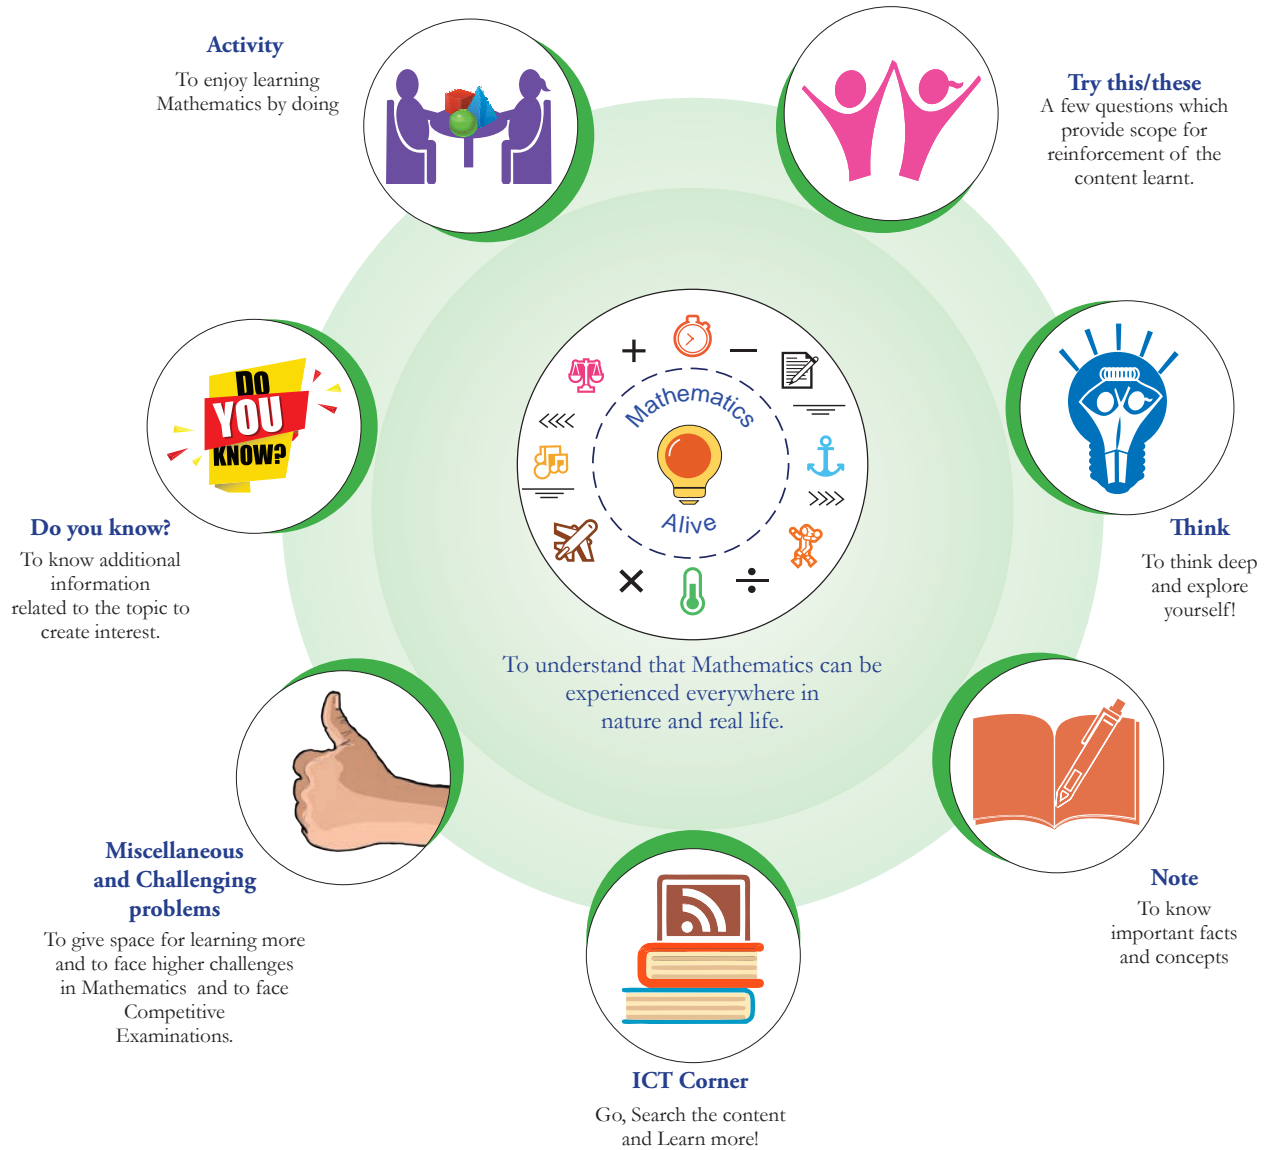 Activity
To enjoy learning
Mathematics by doing
Try this/these
A few questions which
provide scope for
reinforcement of the
content learnt.
DO
YOU
KNOW?
Do you know?
To know additional
information
related to the topic to
create interest.
Mathematics
Alive
To understand that Mathematics can be
experienced everywhere in
nature and real life.
Think
To think deep
and explore
yourself!
Miscellaneous
and Challenging
problems
To give space for learning more
and to face higher challenges
in Mathematics and to face
Competitive
Examinations.
Note
To know
important facts
and concepts
ICT Corner
Go, Search the content
and Learn more!